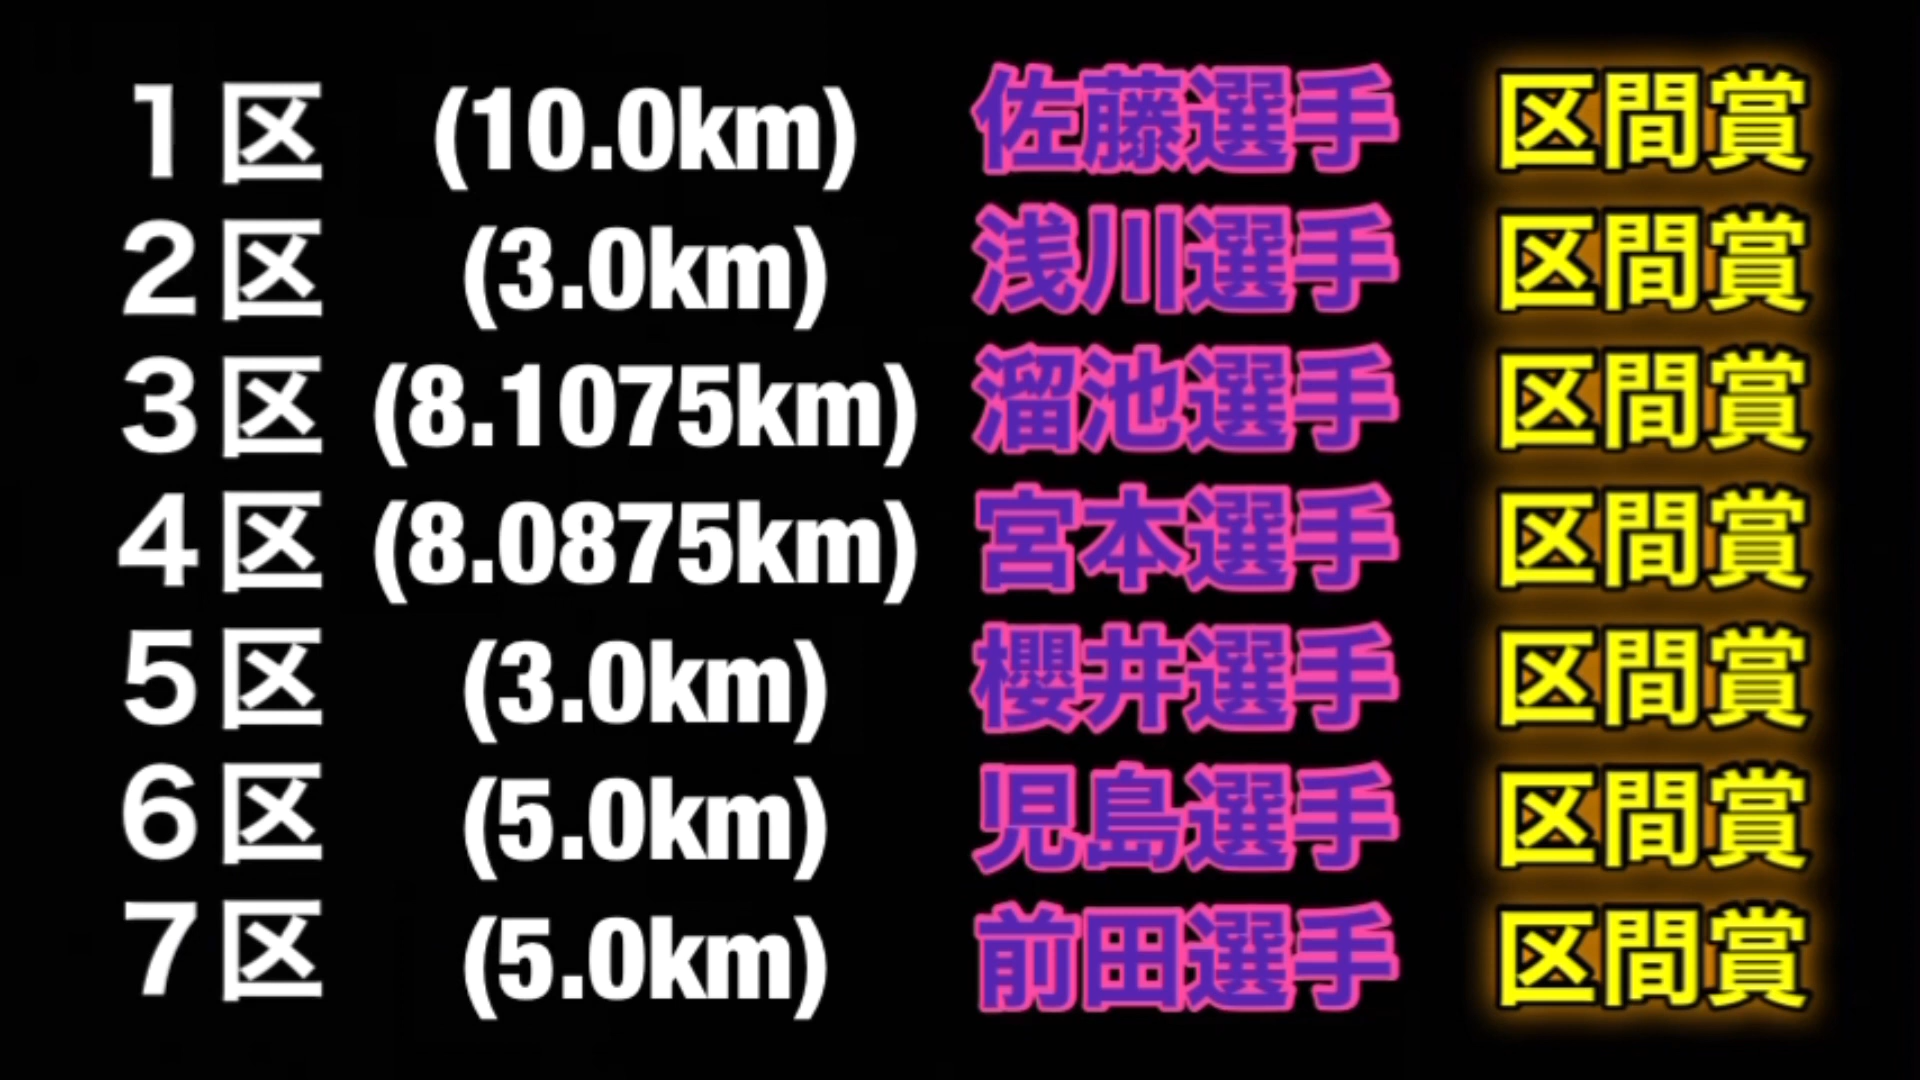 1区 (10.0km) 佐藤選手 区間賞
2区 (3.0km) 浅川選手 区間賞
3区 (8.1075km) 溜池選手 区間賞
4区 (8.0875km) 宮本選手 区間賞
5区 (3.0km) 櫻井選手 区間賞
6区 (5.0km) 児島選手 区間賞
7区 (5.0km) 前田選手 区間賞